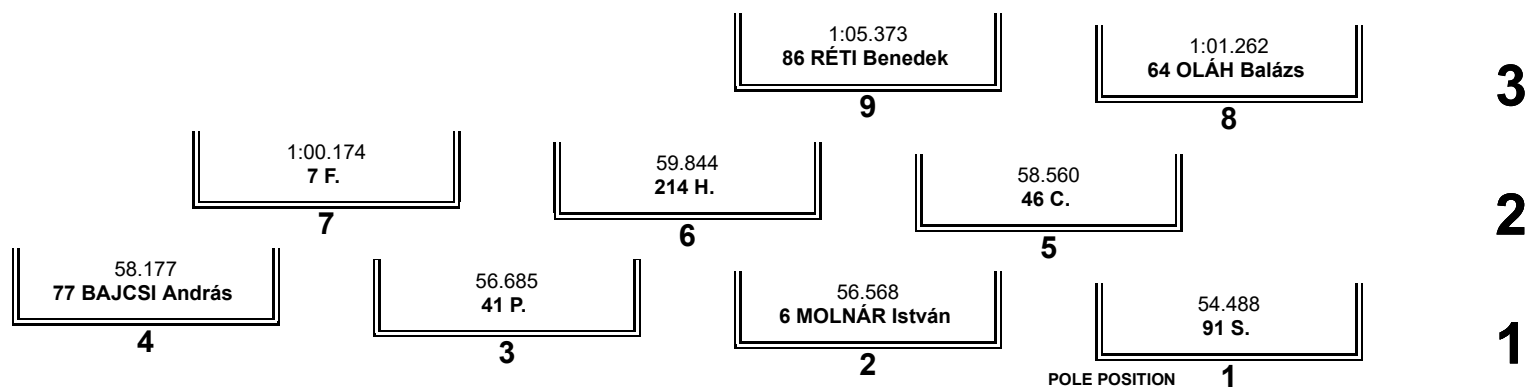 1:05.373
86 RÉTI Benedek
9
1:01.262
64 OLÁH Balázs
8
3
1:00.174
7 F.
7
59.844
214 H.
6
58.560
46 C.
5
2
58.177
77 BAJCSI András
4
56.685
41 P.
3
56.568
6 MOLNÁR István
2
54.488
91 S.
POLE POSITION 1
1